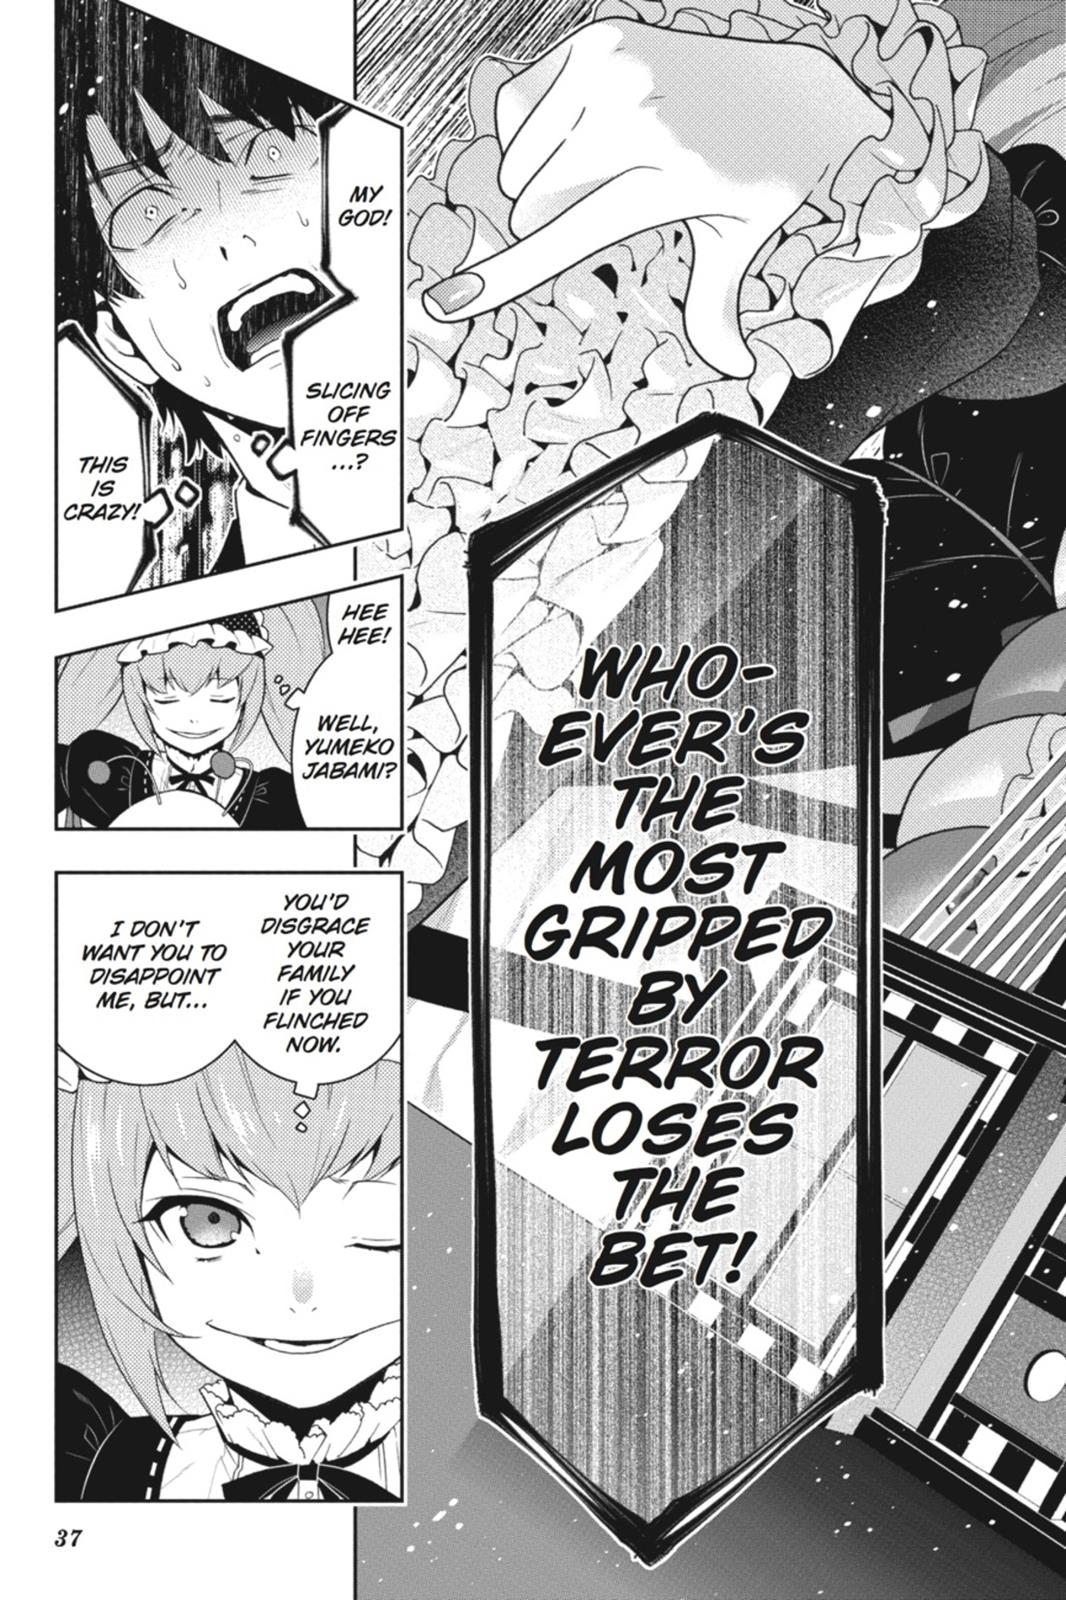 WHO-
EVER'S
THE
MOST
GRIPPED
BY
TERROR
LOSES
THE
BET!
MY
GOD!
SLICING
OFF
FINGERS
...?
THIS
IS
CRAZY!
HEE
HEE!
WELL,
YUMEKO
JABAMI?
YOU'D
DISGRACE
YOUR
FAMILY
IF YOU
FLINCHED
NOW.
I DON'T
WANT YOU TO
DISAPPOINT
ME, BUT...
37